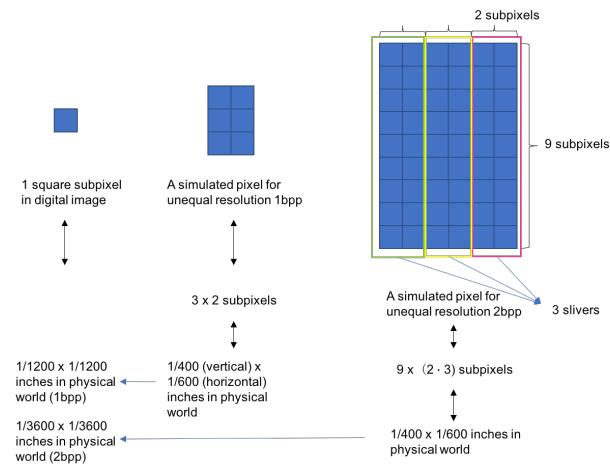 2 subpixels
9 subpixels
1 square subpixel
in digital image
A simulated pixel for
unequal resolution 1bpp
A simulated pixel for
unequal resolution 2bpp
3 slivers
3 x 2 subpixels
9 x (2 · 3) subpixels
1/1200 x 1/1200
inches in physical
world (1bpp)
1/400 (vertical) x
1/600 (horizontal)
inches in physical
world
1/3600 x 1/3600
inches in physical
world (2bpp)
1/400 x 1/600 inches in
physical world